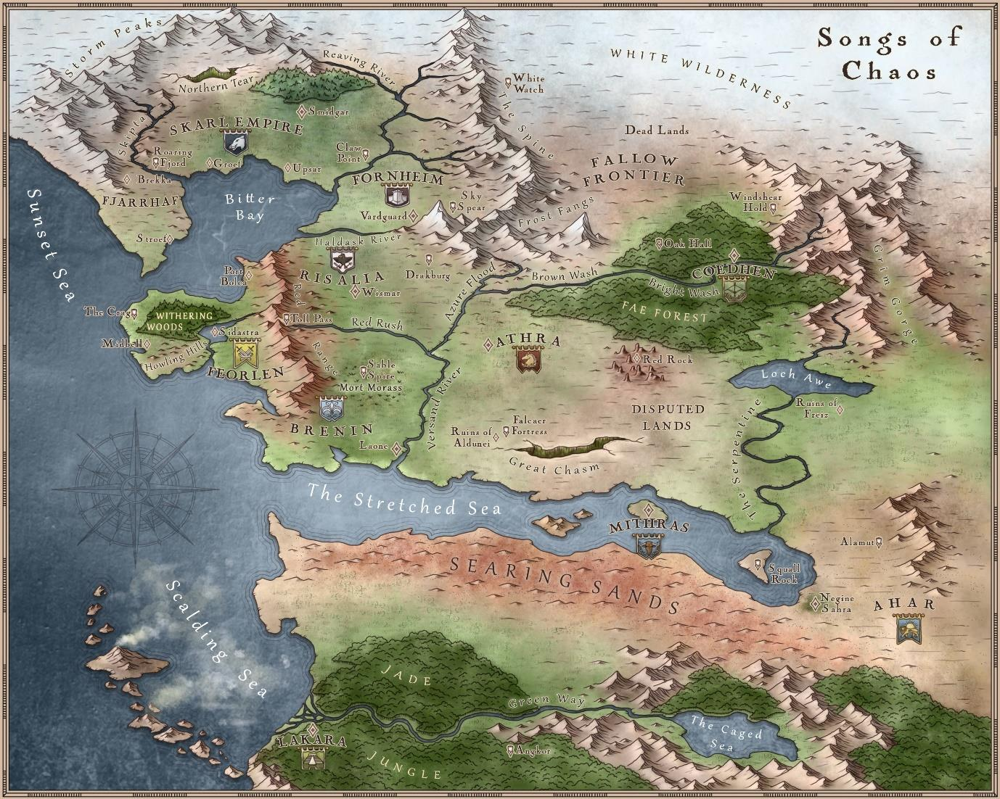 Songs of
Chaos
Storm Peaks
Reaving River
WHITE WILDERNESS
Northern Tear
White
Watch
The Spine
Smidgar
SKARL EMPIRE
Skipta
Dead Lands
Roaring
Fjord
Groef
Claw
Point
FALLOW
FRONTIER
Brekka
Upsar
FORNHEIM
FJARRHAF
Bitter
Bay
Sky
Spear
Windshear
Hold
Vardguard
Frost Fangs
Sunset Sea
Stroef
Haldask River
Oak Hall
Grim Gorge
Port
Bolca
RISALIA
Drakburg
Azure Flood
Brown Wash
COEDHEN
Bright Wash
Red
Range
Wismar
The Crag
WITHERING
WOODS
Toll Pass
Red Rush
FAE FOREST
Sidastra
Midbell
Howling Hills
ATHRA
Red Rock
FEORLEN
Sable
Spire
Mort Morass
Loch Awe
Versand River
DISPUTED
LANDS
Ruins of
Freiz
BRENIN
Falcaer
Fortress
Ruins of
Aldunei
Laone
Great Chasm
The Serpentine
The Stretched Sea
MITHRAS
Alamut
SEARING SANDS
Squall
Rock
Scalding Sea
Negine
Sahra
AHAR
JADE
Green Way
The Caged
Sea
LAKARA
Angkor
JUNGLE